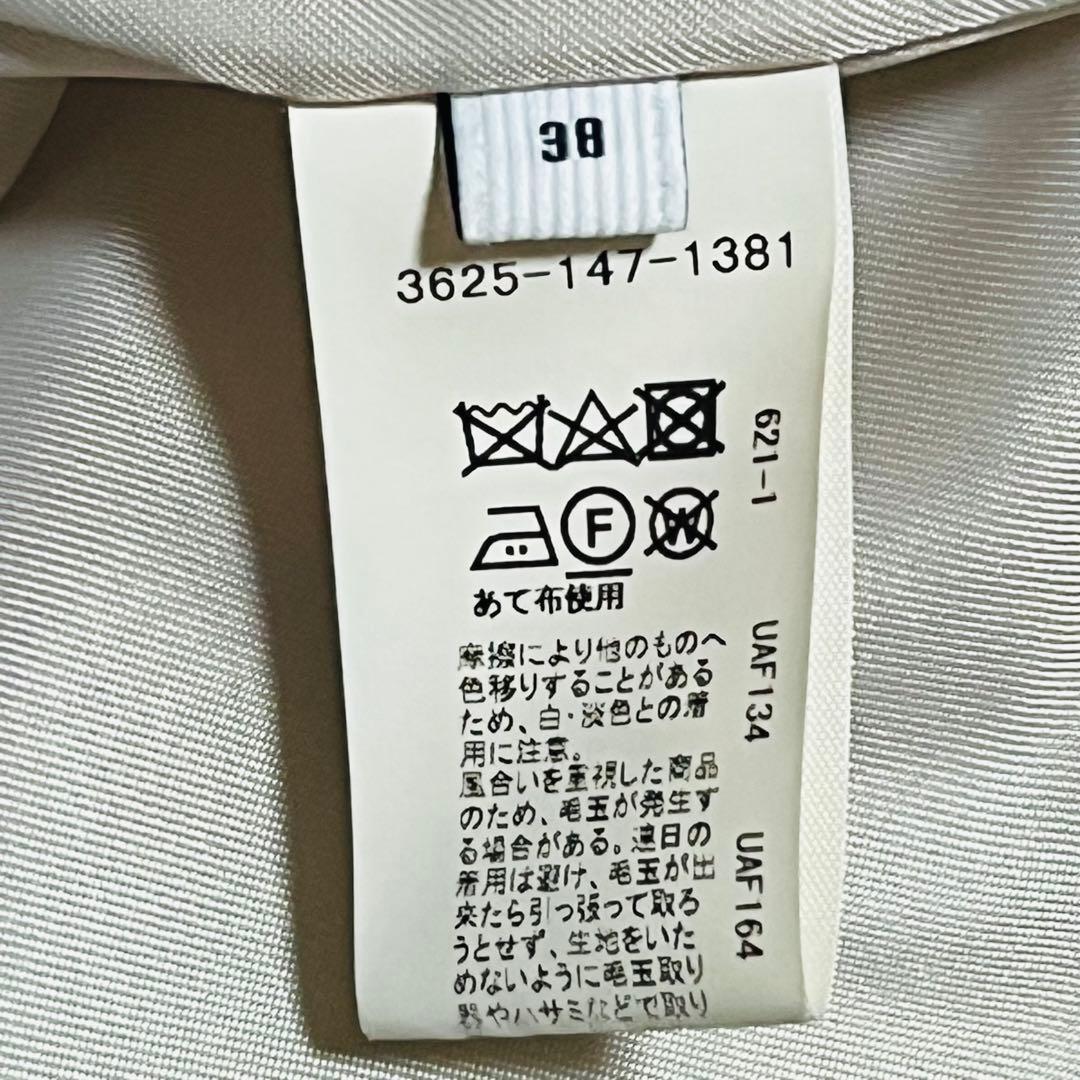 38
3625-147-1381
F
W
あて布使用
摩擦により他のものへ
色移りすることがある
ため、白・淡色との着
用に注意。
風合いを重視した商品
のため、毛玉が発生す
る場合がある。連日の
着用は避け、毛玉が出
来たら引っ張って取る
うとせず、生地をいた
めないように毛玉取り
器やハサミなどで取り
621-1
UAF134
UAF164